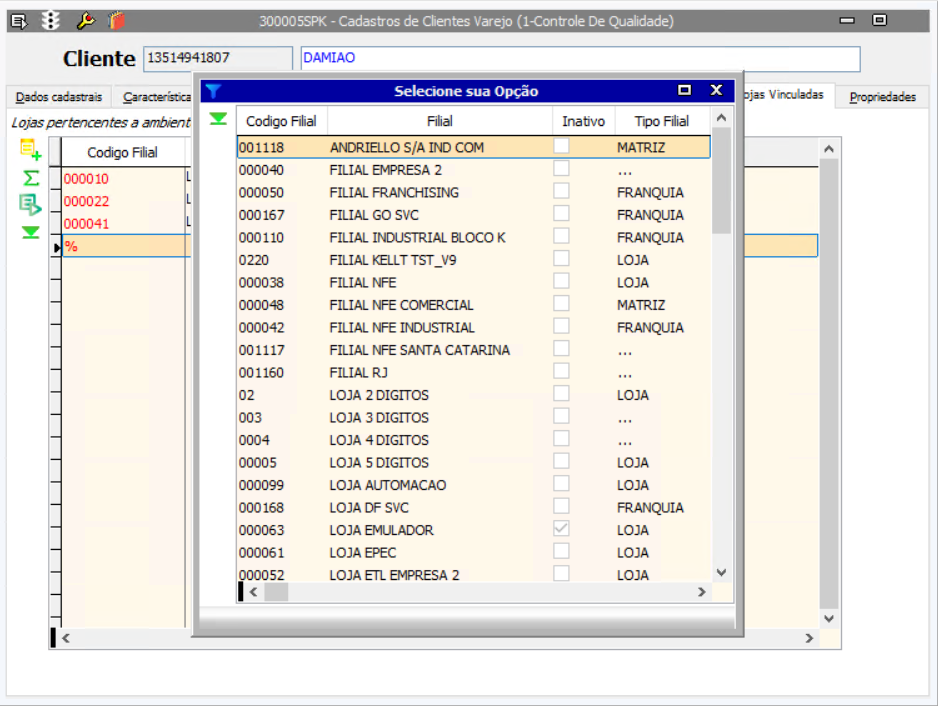 300005SPK - Cadastros de Clientes Varejo (1-Controle De Qualidade)
Cliente 13514941807 DAMIAO
Dados cadastrais Característica ojas Vinculadas Propriedades
Lojas pertencentes a ambient
Codigo Filial
000010 L
000022 L
000041 L
%
Selecione sua Opção
Codigo Filial Filial Inativo Tipo Filial
001118 ANDRIELLO S/A IND COM MATRIZ
000040 FILIAL EMPRESA 2 ...
000050 FILIAL FRANCHISING FRANQUIA
000167 FILIAL GO SVC FRANQUIA
000110 FILIAL INDUSTRIAL BLOCO K FRANQUIA
0220 FILIAL KELLT TST_V9 LOJA
000038 FILIAL NFE LOJA
000048 FILIAL NFE COMERCIAL MATRIZ
000042 FILIAL NFE INDUSTRIAL FRANQUIA
001117 FILIAL NFE SANTA CATARINA ...
001160 FILIAL RJ ...
02 LOJA 2 DIGITOS LOJA
003 LOJA 3 DIGITOS ...
0004 LOJA 4 DIGITOS ...
00005 LOJA 5 DIGITOS LOJA
000099 LOJA AUTOMACAO LOJA
000168 LOJA DF SVC FRANQUIA
000063 LOJA EMULADOR LOJA
000061 LOJA EPEC LOJA
000052 LOJA ETL EMPRESA 2 LOJA